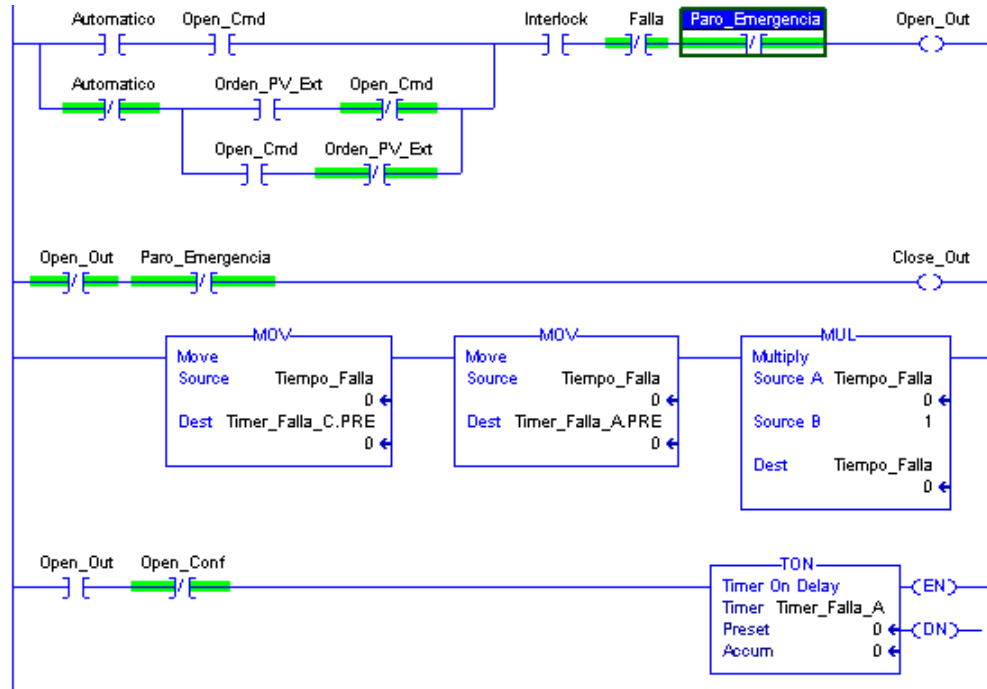 Automatico Open_Cmd Interlock Falla Paro_Emergencia Open_Out
Automatico Orden_PV_Ext Open_Cmd
Open_Cmd Orden_PV_Ext
Open_Out Paro_Emergencia Close_Out
MOV MOV MUL
Move Move Multiply
Source Tiempo_Falla Source Tiempo_Falla Source A Tiempo_Falla
0 0 0
Dest Timer_Falla_C.PRE Dest Timer_Falla_A.PRE Source B 1
0 0
Dest Tiempo_Falla
0
Open_Out Open_Conf TON
Timer On Delay EN
Timer Timer_Falla_A
Preset 0 DN
Accum 0